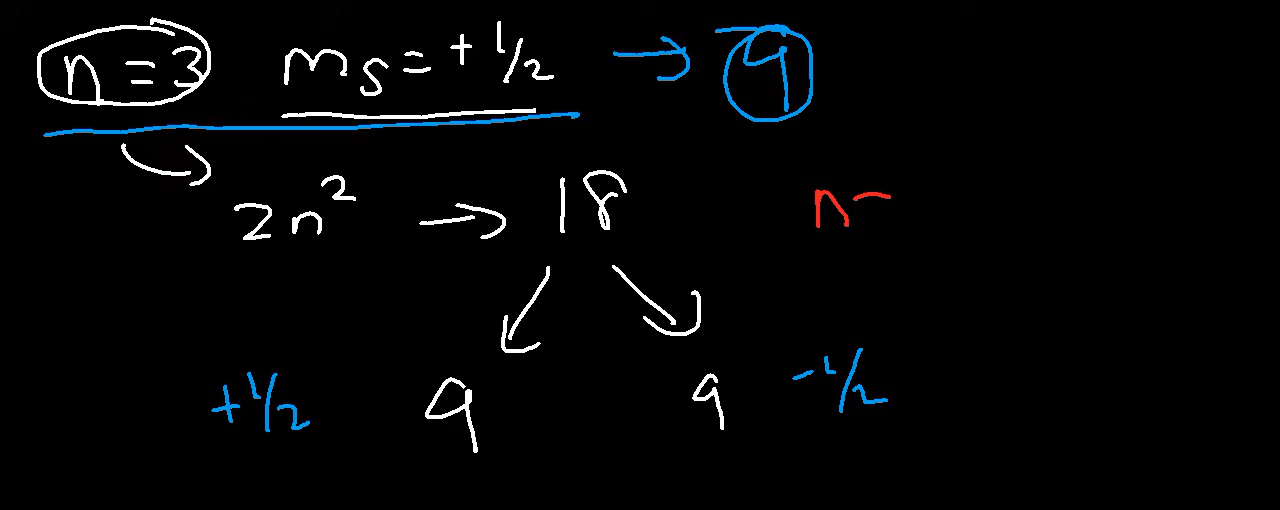 n = 3 ms = + 1/2 → 9
2n² → 18 n -
+ 1/2 9 9 - 1/2